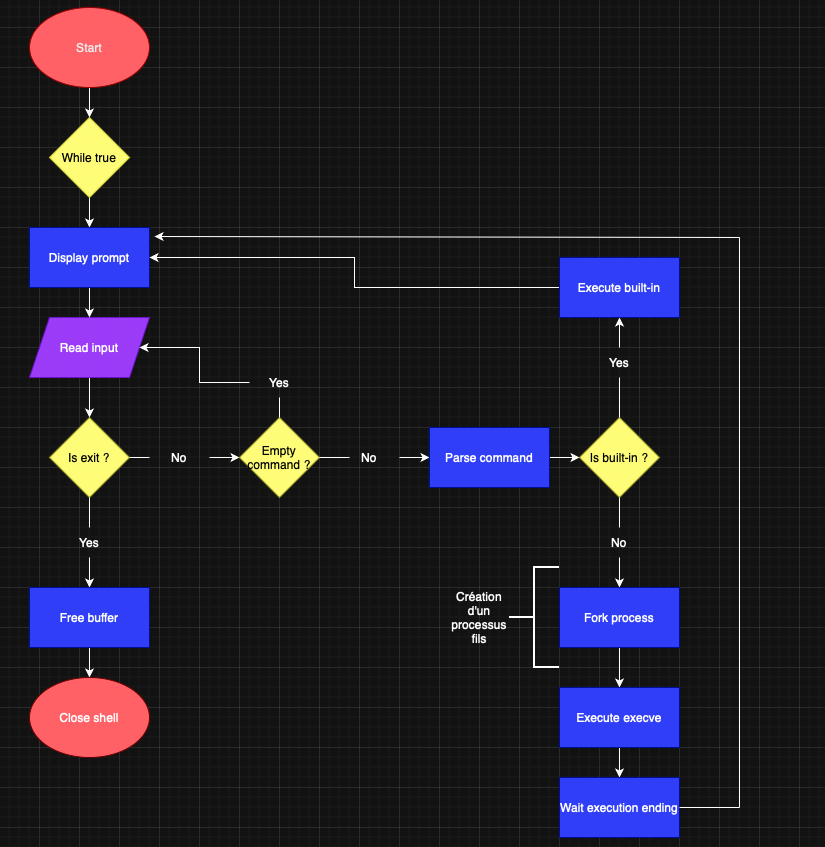 Start
While true
Display prompt
Execute built-in
Read input
Yes
Yes
Is exit ?
No
Empty
command ?
No
Parse command
Is built-in ?
Yes
No
Création
d'un
processus
fils
Free buffer
Fork process
Close shell
Execute execve
Wait execution ending